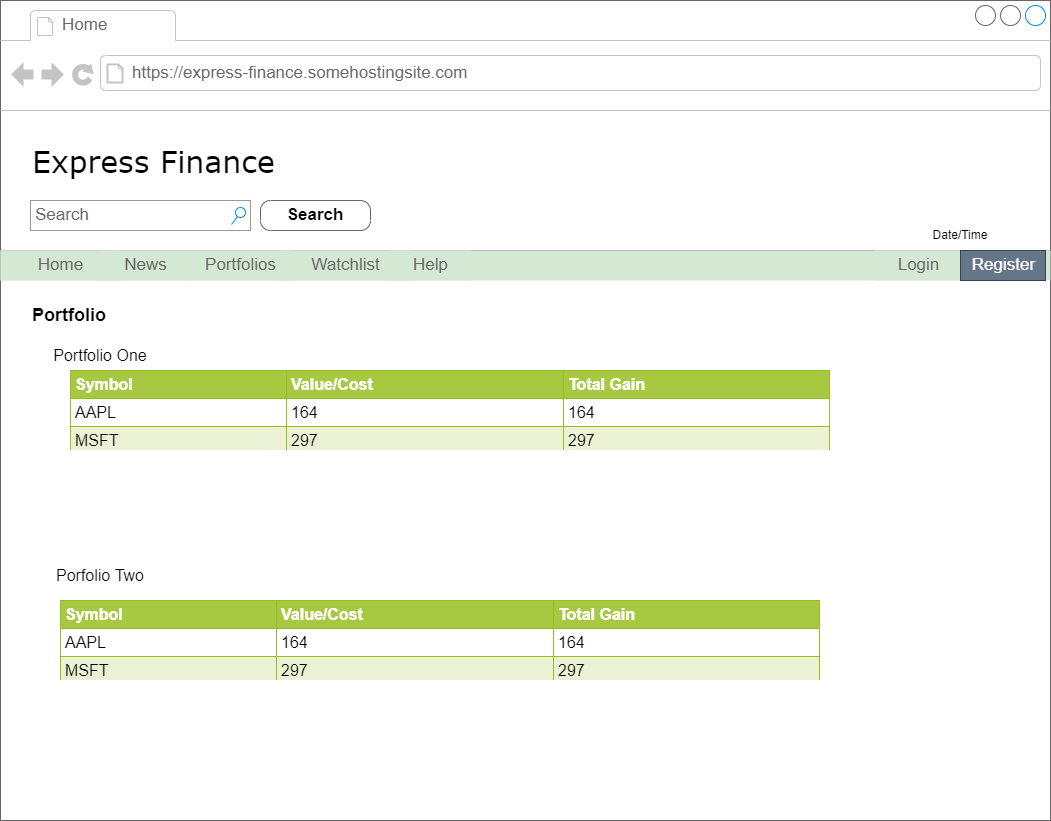 Home
https://express-finance.somehostingsite.com
Express Finance
Search Search
Date/Time
Home News Portfolios Watchlist Help Login Register
Portfolio
Portfolio One
Symbol Value/Cost Total Gain
AAPL 164 164
MSFT 297 297
Porfolio Two
Symbol Value/Cost Total Gain
AAPL 164 164
MSFT 297 297